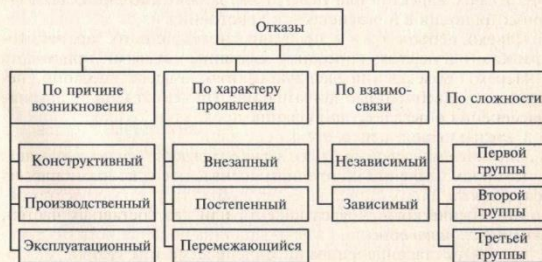 Отказы
По причине
возникновения
По характеру
проявления
По взаимо-
связи
По сложности
Конструктивный
Производственный
Эксплуатационный
Внезапный
Постепенный
Перемежающийся
Независимый
Зависимый
Первой
группы
Второй
группы
Третьей
группы